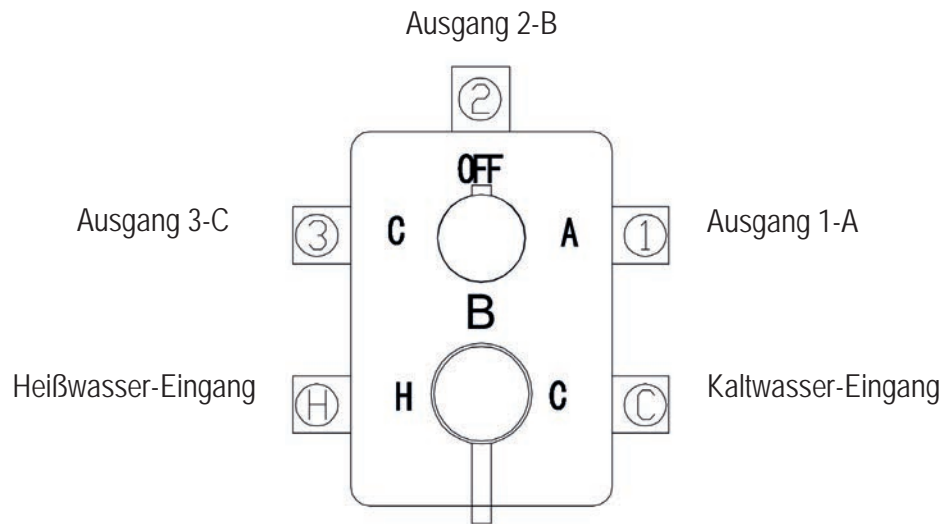 Ausgang 2-B
2
OFF
Ausgang 3-C
3
C
A
1
Ausgang 1-A
B
Heißwasser-Eingang
H
H
C
C
Kaltwasser-Eingang